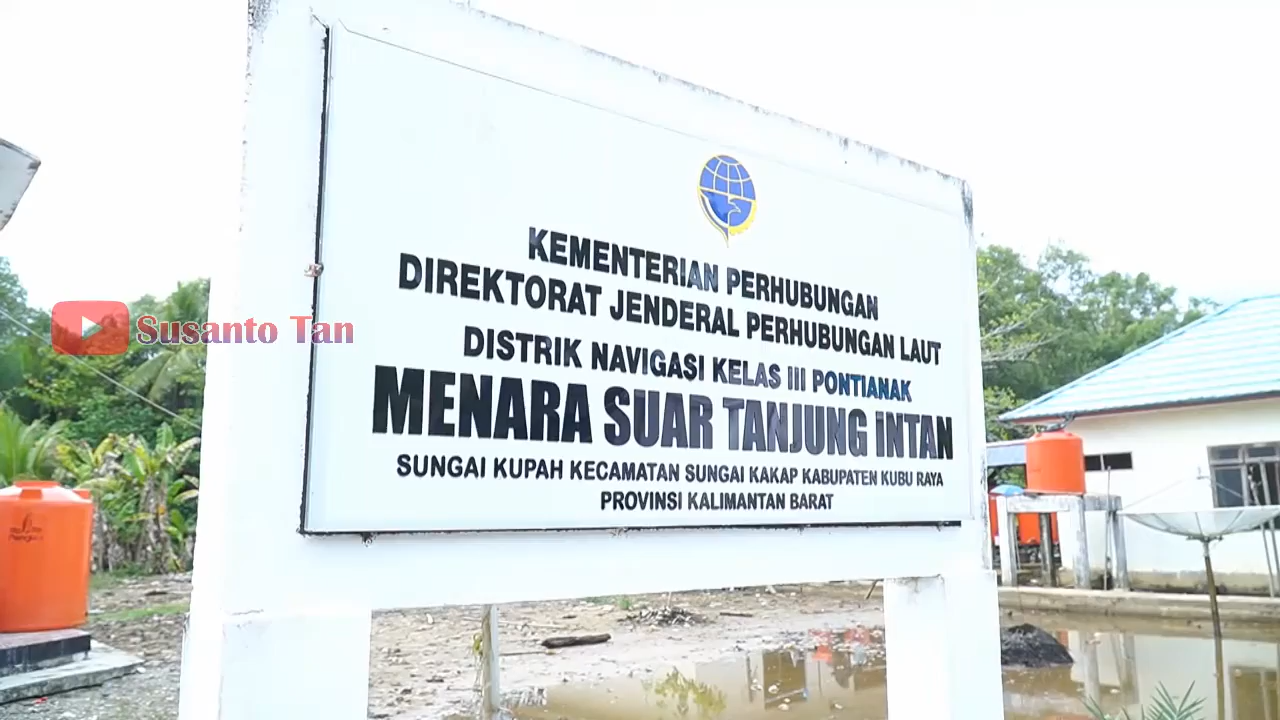 KEMENTERIAN PERHUBUNGAN
DIREKTORAT JENDERAL PERHUBUNGAN LAUT
DISTRIK NAVIGASI KELAS III PONTIANAK
MENARA SUAR TANJUNG iNTAN
SUNGAI KUPAH KECAMATAN SUNGAI KAKAP KABUPATEN KUBU RAYA
PROVINSI KALIMANTAN BARAT
Susanto Tan